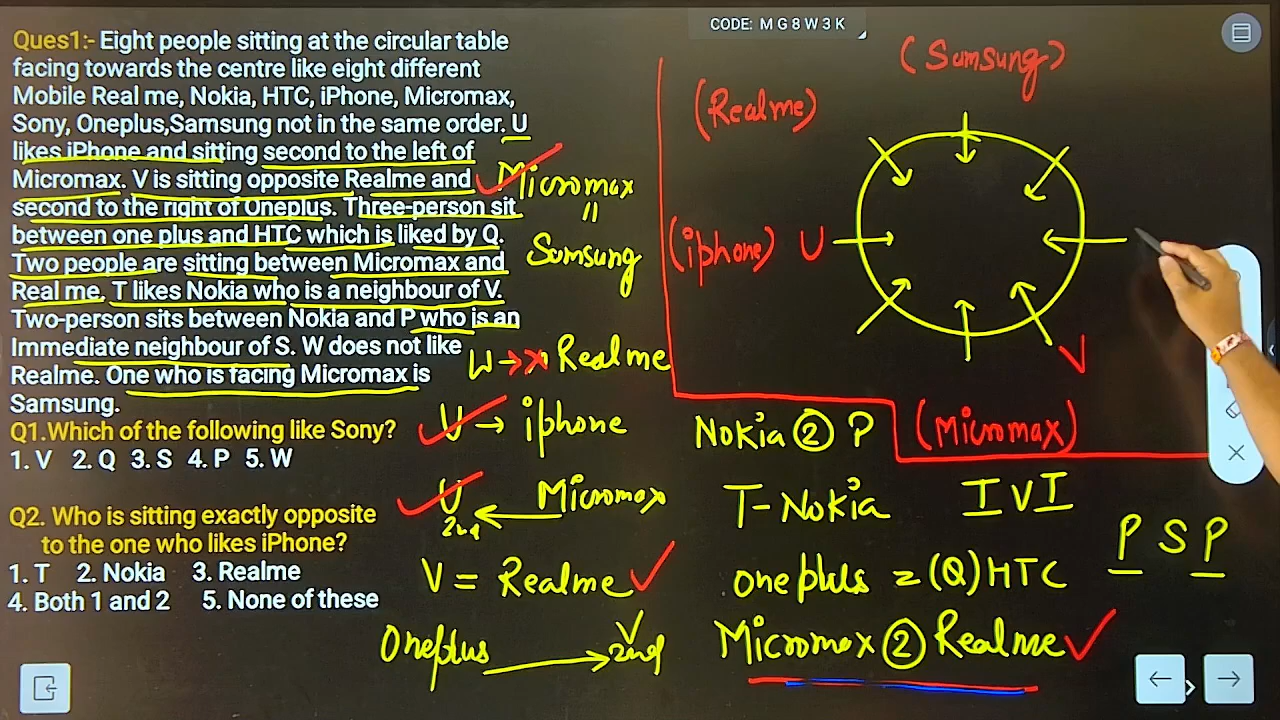 CODE: M G 8 W 3 K
Ques1:- Eight people sitting at the circular table
facing towards the centre like eight different
Mobile Real me, Nokia, HTC, iPhone, Micromax,
Sony, Oneplus,Samsung not in the same order. U
likes iPhone and sitting second to the left of
Micromax. V is sitting opposite Realme and
second to the right of Oneplus. Three-person sit
between one plus and HTC which is liked by Q.
Two people are sitting between Micromax and
Real me. T likes Nokia who is a neighbour of V.
Two-person sits between Nokia and P who is an
Immediate neighbour of S. W does not like
Realme. One who is facing Micromax is
Samsung.
Q1.Which of the following like Sony?
1. V 2. Q 3. S 4. P 5. W
Q2. Who is sitting exactly opposite
to the one who likes iPhone?
1. T 2. Nokia 3. Realme
4. Both 1 and 2 5. None of these
Micromax
=
Samsung
W → x Realme
U → iphone
U Micromax
2nd
V = Realme
Oneplus → V 2nd
(Samsung)
(Realme)
(iphone) U
V
(Micromax)
Nokia ② P
T-Nokia I V I
oneplus = (Q) HTC
P S P
Micromax ② Realme